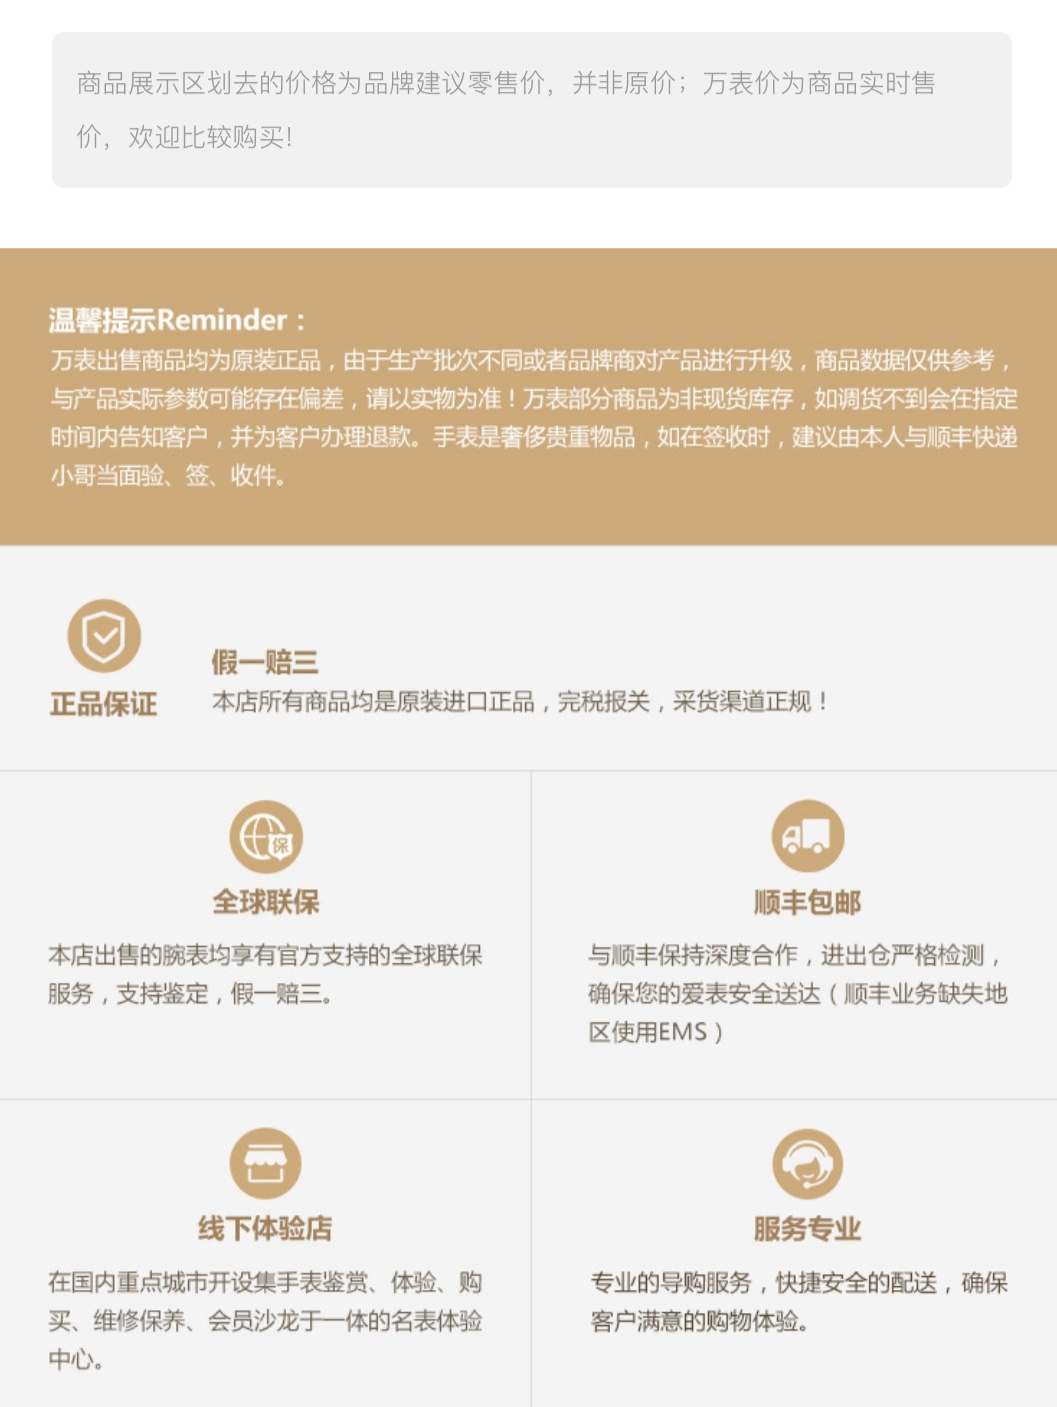 商品展示区划去的价格为品牌建议零售价，并非原价；万表价为商品实时售
价，欢迎比较购买!
温馨提示Reminder：
万表出售商品均为原装正品，由于生产批次不同或者品牌商对产品进行升级，商品数据仅供参考，
与产品实际参数可能存在偏差，请以实物为准！万表部分商品为非现货库存，如调货不到会在指定
时间内告知客户，并为客户办理退款。手表是奢侈贵重物品，如在签收时，建议由本人与顺丰快递
小哥当面验、签、收件。
正品保证
假一赔三
本店所有商品均是原装进口正品，完税报关，采货渠道正规！
保
全球联保
本店出售的腕表均享有官方支持的全球联保
服务，支持鉴定，假一赔三。
顺丰包邮
与顺丰保持深度合作，进出仓严格检测，
确保您的爱表安全送达（顺丰业务缺失地
区使用EMS）
线下体验店
在国内重点城市开设集手表鉴赏、体验、购
买、维修保养、会员沙龙于一体的名表体验
中心。
服务专业
专业的导购服务，快捷安全的配送，确保
客户满意的购物体验。